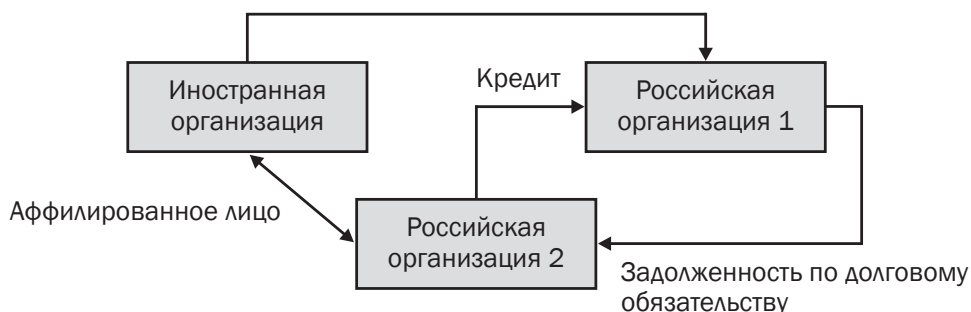 Иностранная
организация
Кредит
Российская
организация 1
Аффилированное лицо
Российская
организация 2
Задолженность по долговому
обязательству